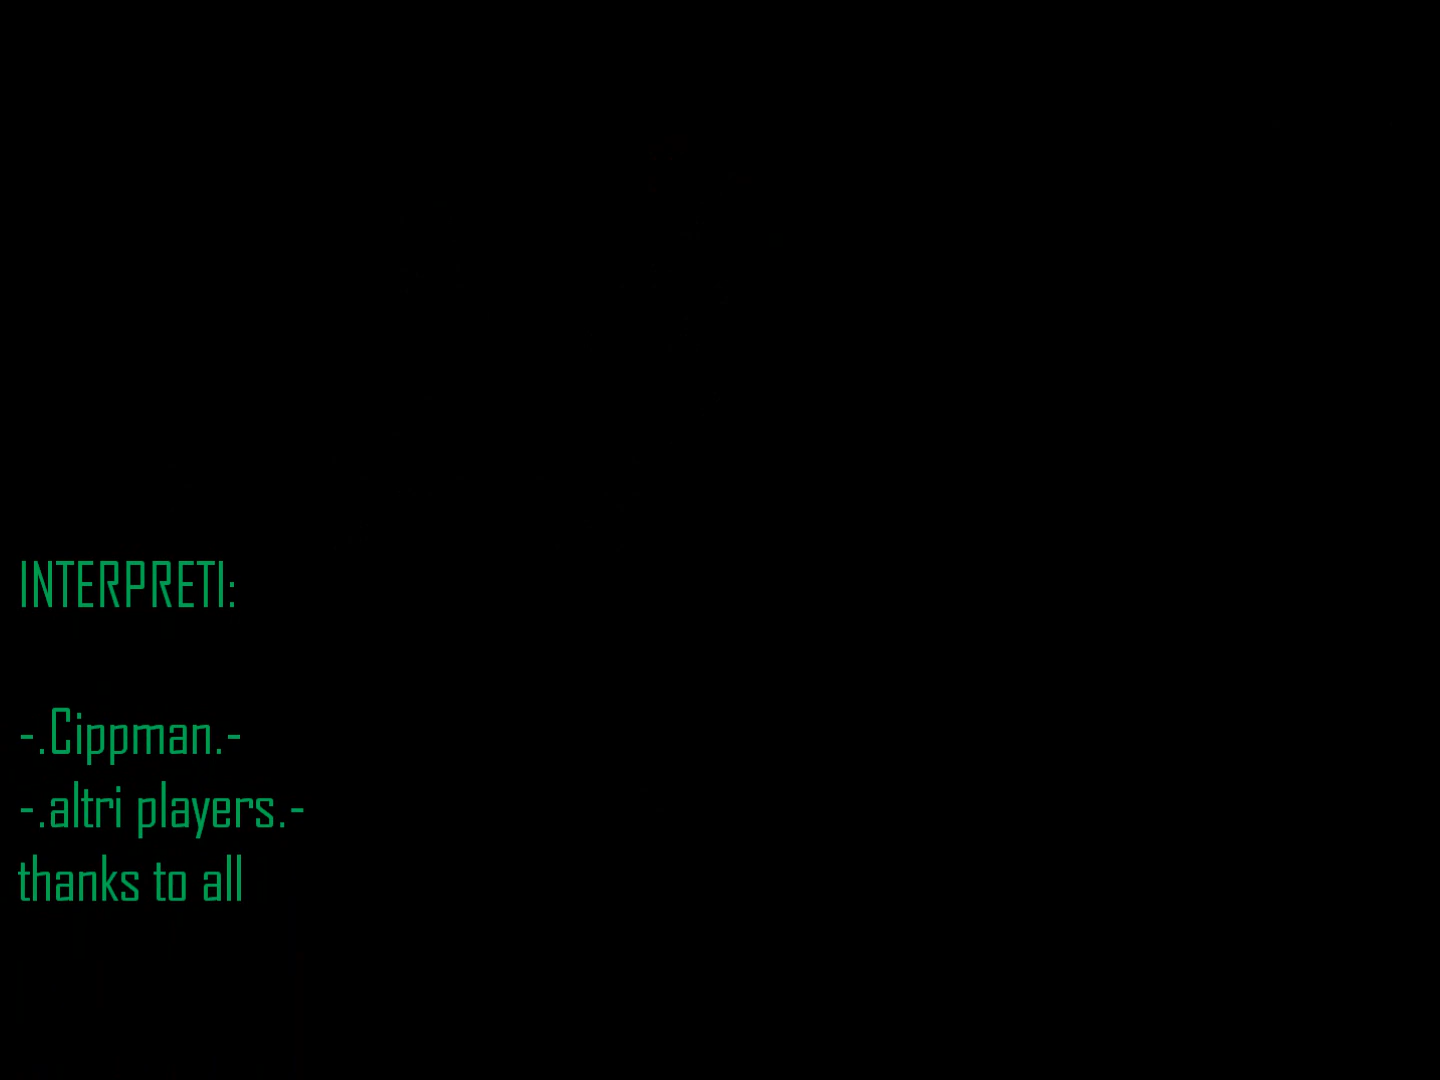 INTERPRETI:
-.Cippman.-
-.altri players.-
thanks to all